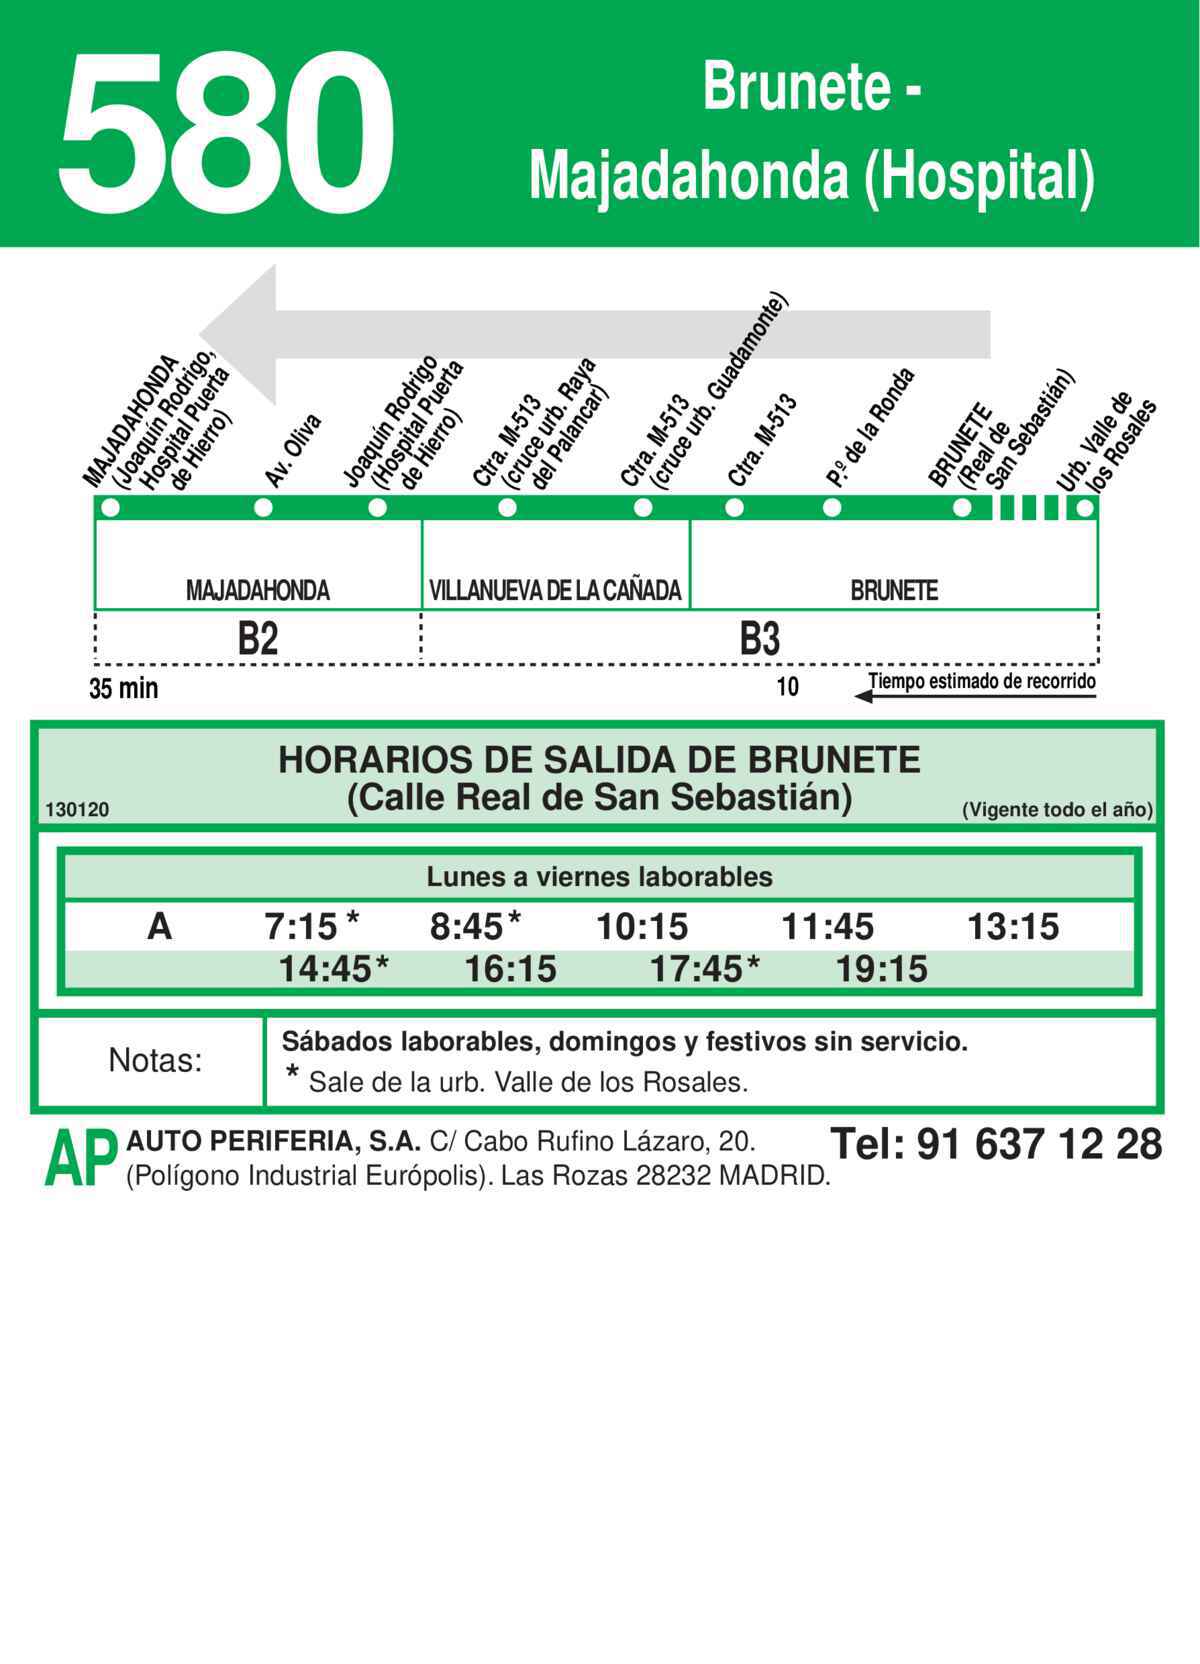 580
Brunete -
Majadahonda (Hospital)
MAJADAHONDA
(Joaquín Rodrigo,
Hospital Puerta
de Hierro)
Av. Oliva
Joaquín Rodrigo
(Hospital Puerta
de Hierro)
Ctra. M-513
(cruce urb. Raya
del Palancar)
Ctra. M-513
(cruce urb. Guadamonte)
Ctra. M-513
P.º de la Ronda
BRUNETE
(Real de
San Sebastián)
Urb. Valle de
los Rosales
MAJADAHONDA VILLANUEVA DE LA CAÑADA BRUNETE
B2 B3
35 min 10 Tiempo estimado de recorrido
HORARIOS DE SALIDA DE BRUNETE
(Calle Real de San Sebastián)
130120 (Vigente todo el año)
Lunes a viernes laborables
A 7:15 * 8:45 * 10:15 11:45 13:15
14:45 * 16:15 17:45 * 19:15
Notas:
Sábados laborables, domingos y festivos sin servicio.
* Sale de la urb. Valle de los Rosales.
AP AUTO PERIFERIA, S.A. C/ Cabo Rufino Lázaro, 20. Tel: 91 637 12 28
(Polígono Industrial Európolis). Las Rozas 28232 MADRID.